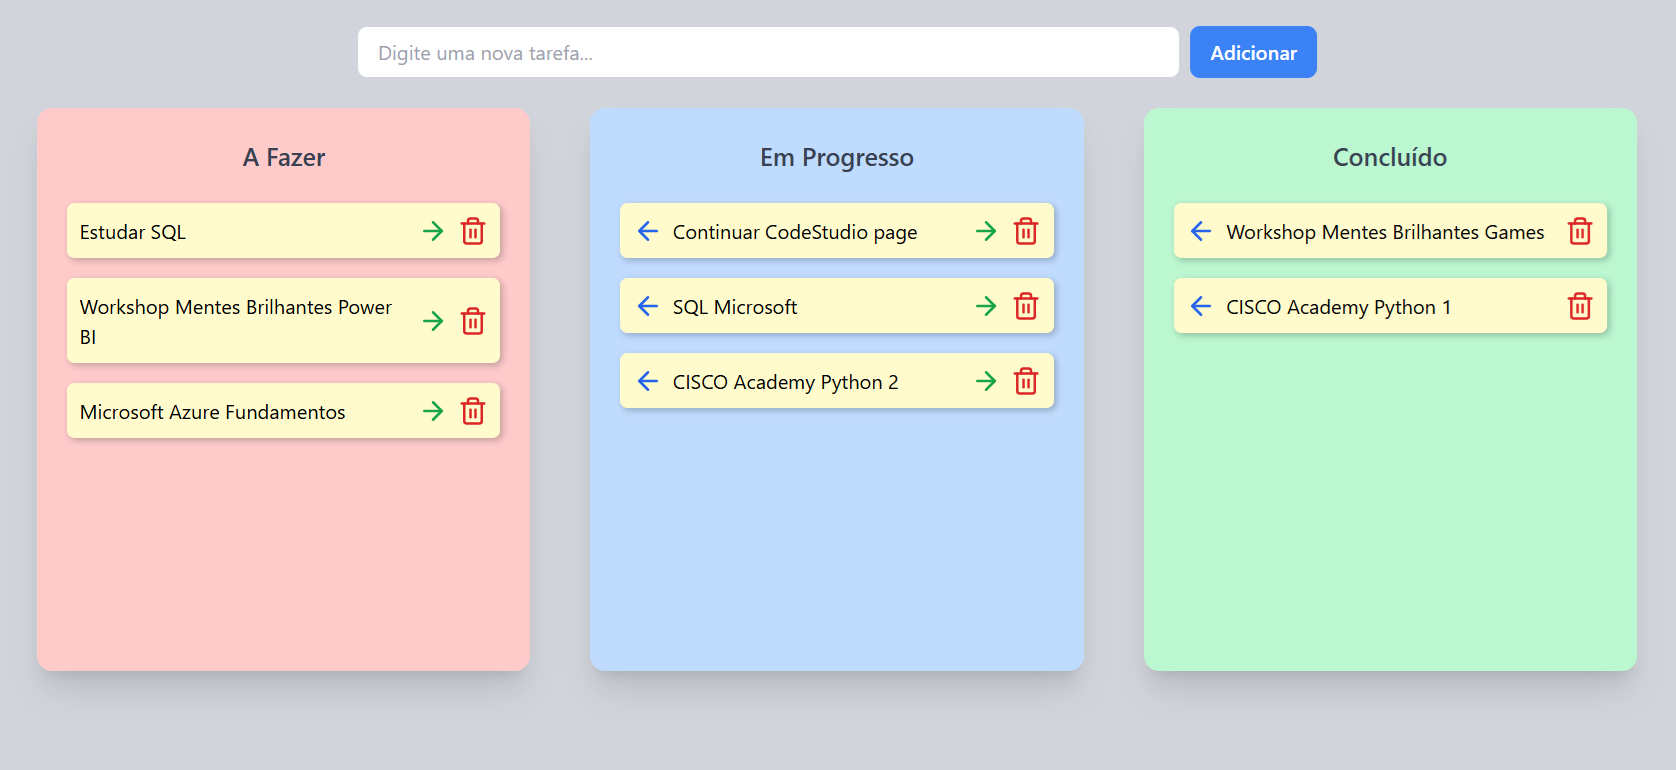 Digite uma nova tarefa...
Adicionar
A Fazer
Estudar SQL
Workshop Mentes Brilhantes Power
BI
Microsoft Azure Fundamentos
Em Progresso
Continuar CodeStudio page
SQL Microsoft
CISCO Academy Python 2
Concluído
Workshop Mentes Brilhantes Games
CISCO Academy Python 1